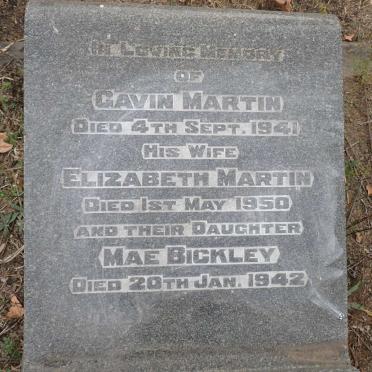 In Loving Memory
of
Gavin Martin
Died 4th Sept. 1941
His Wife
Elizabeth Martin
Died 1st May 1950
and their Daughter
Mae Bickley
Died 20th Jan. 1942